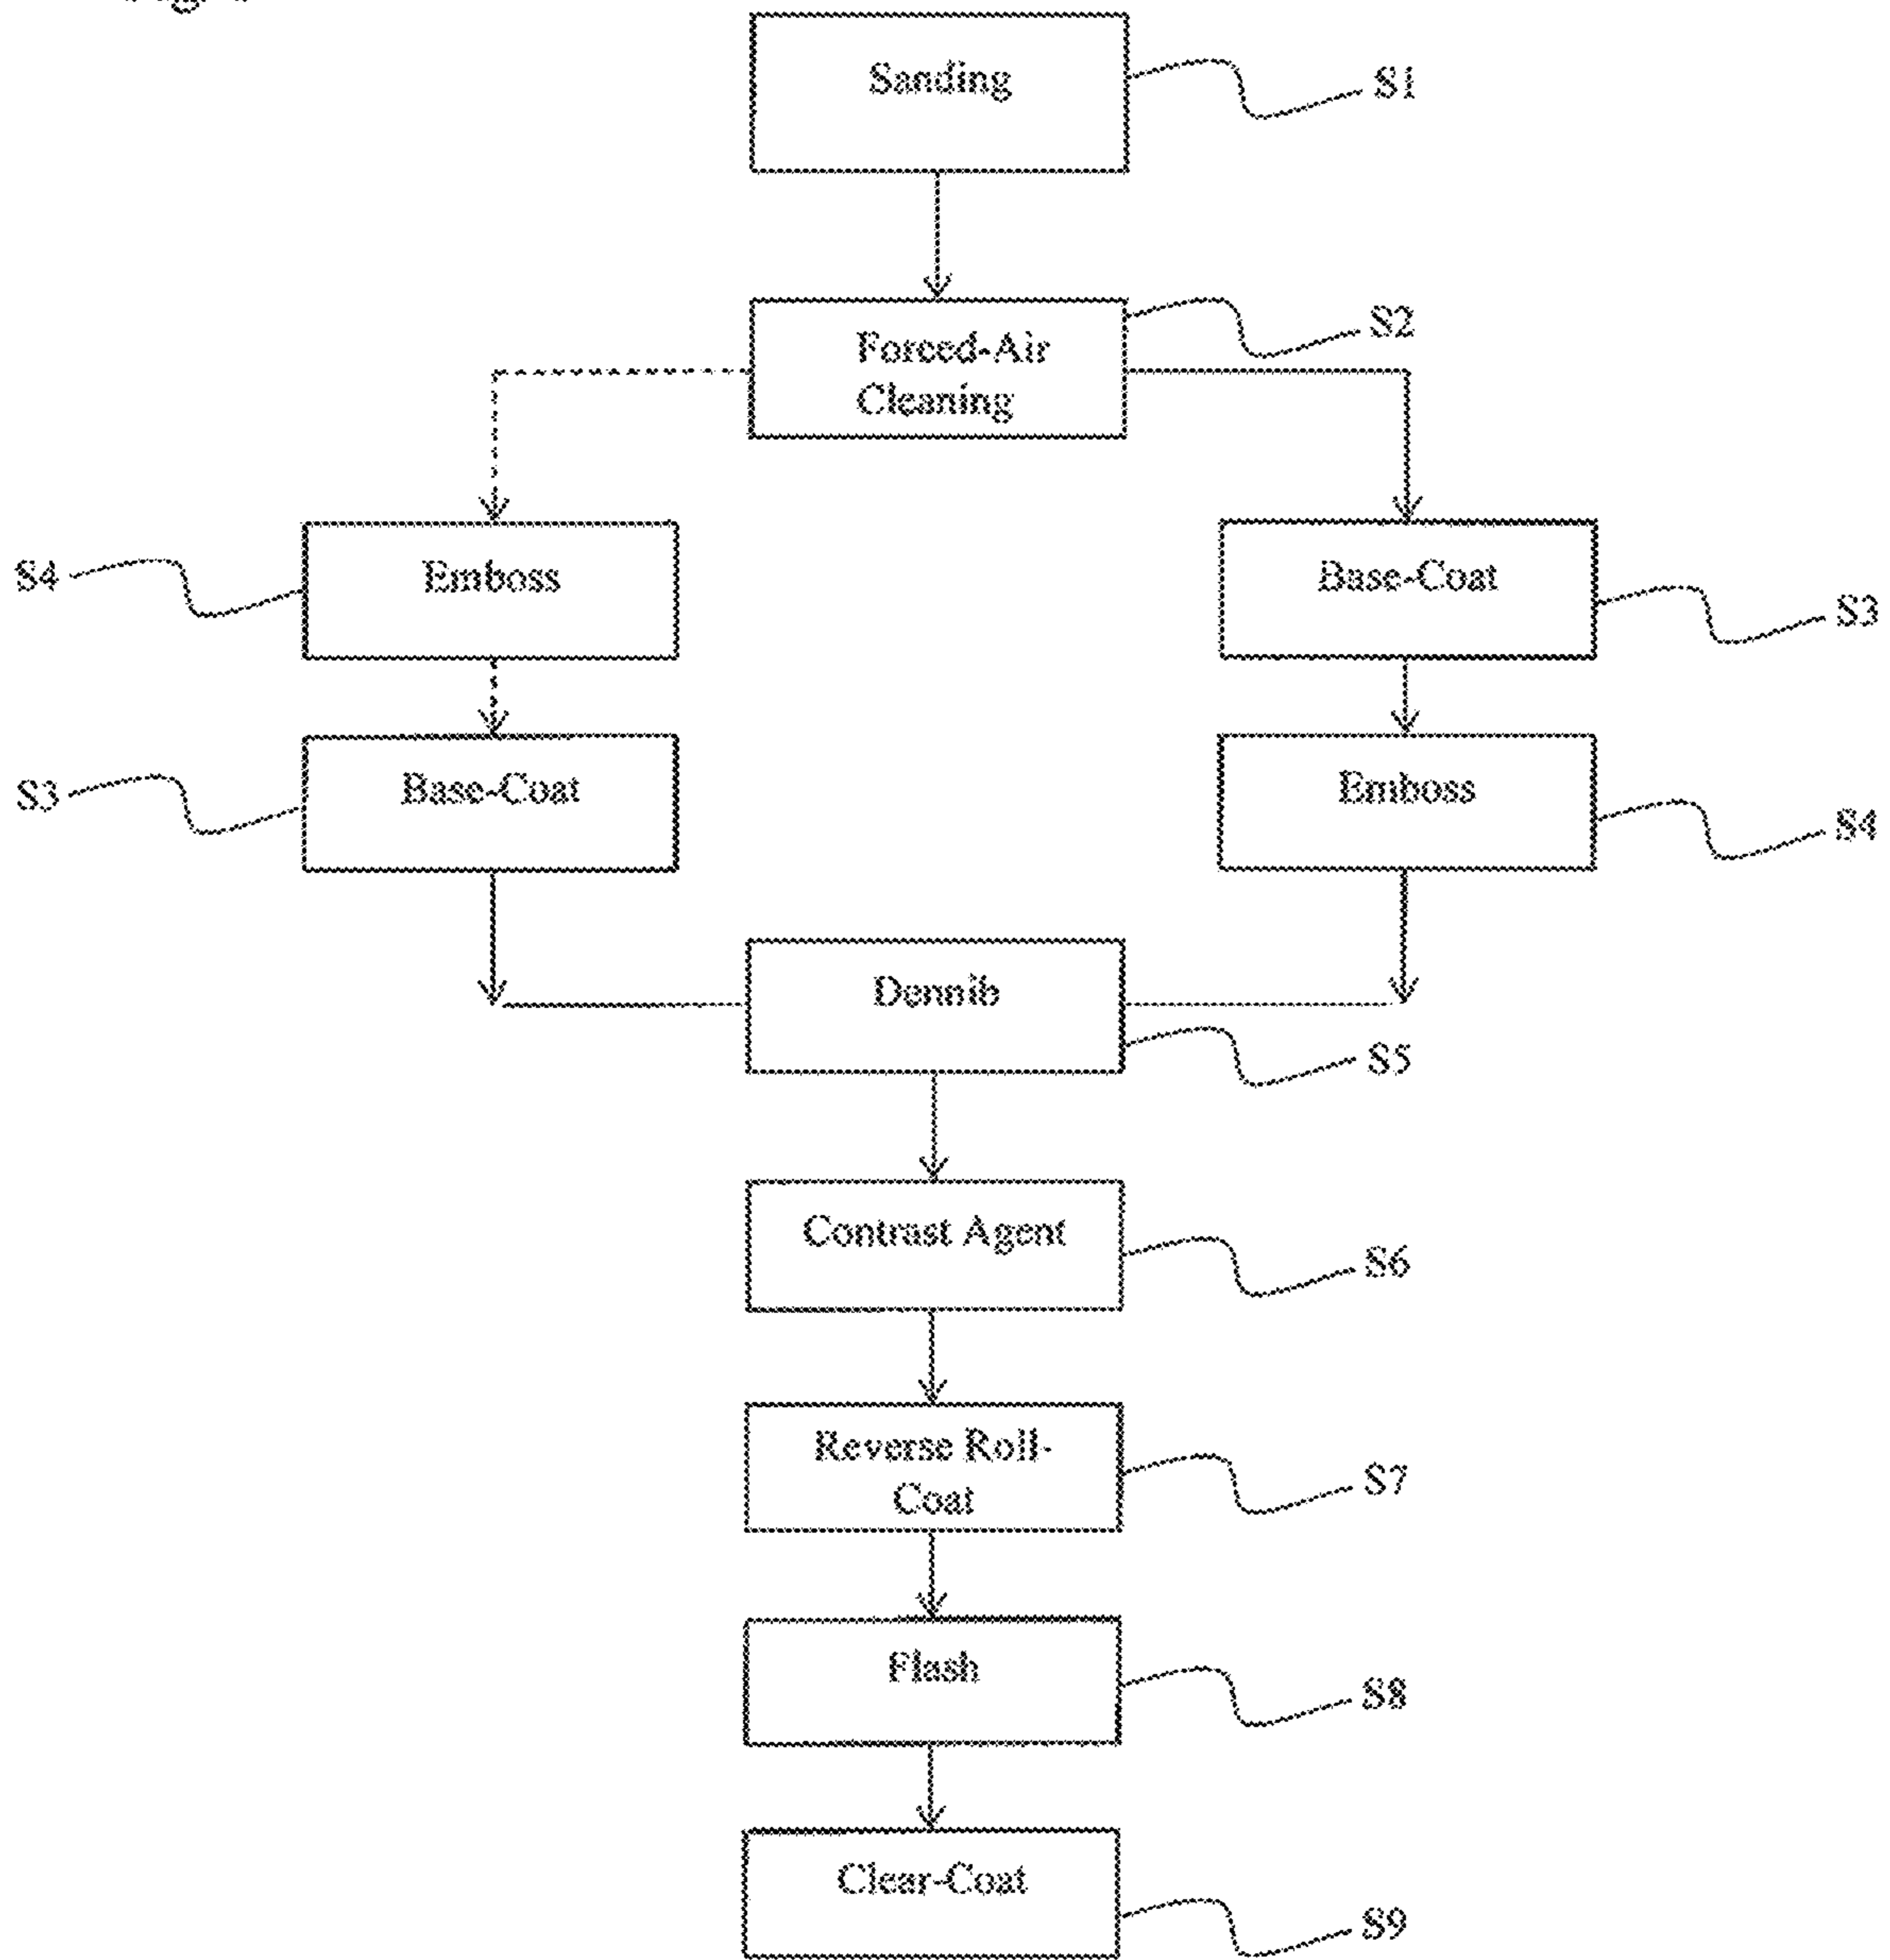 Sanding
S1
Forced-Air
Cleaning
S2
Emboss
S4
Base-Coat
S3
Base-Coat
S3
Emboss
S4
Dennib
S5
Contrast Agent
S6
Reverse Roll-
Coat
S7
Flash
S8
Clear-Coat
S9